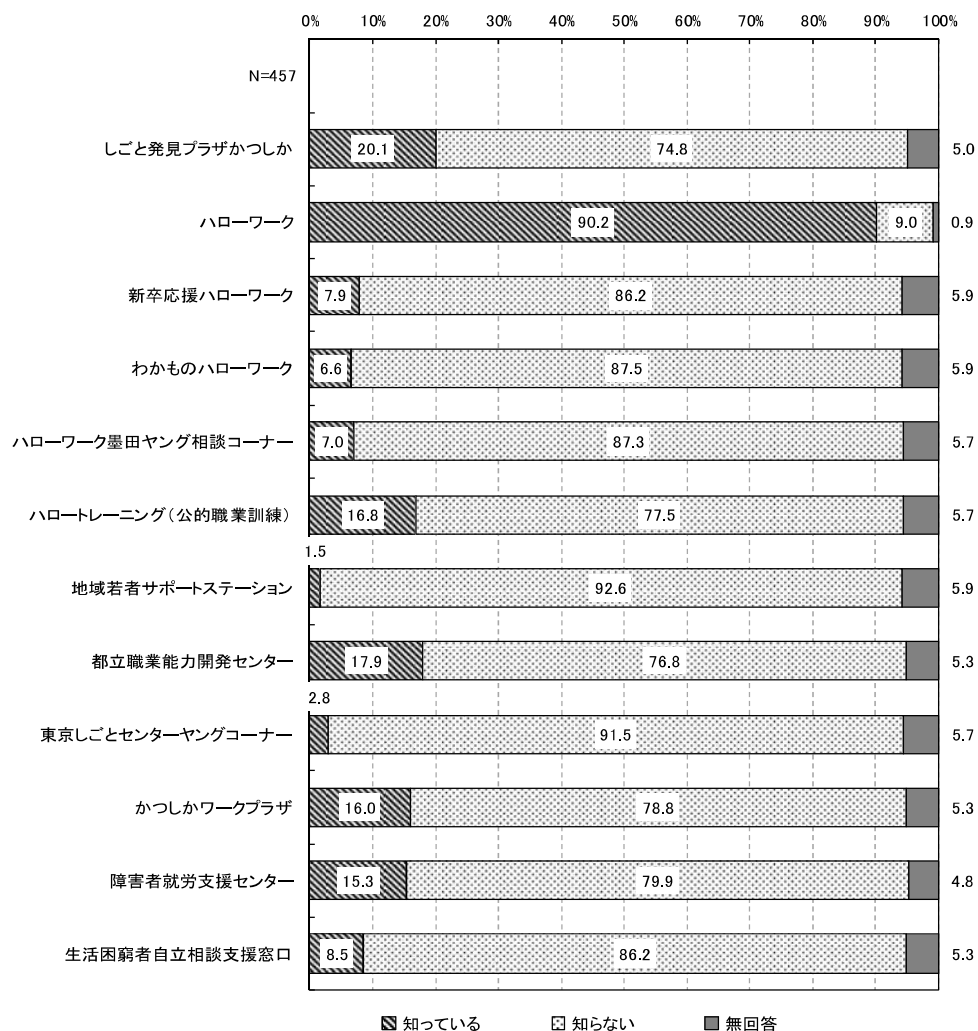 0% 10% 20% 30% 40% 50% 60% 70% 80% 90% 100%
N=457
しごと発見プラザかつしか 20.1 74.8 5.0
ハローワーク 90.2 9.0 0.9
新卒応援ハローワーク 7.9 86.2 5.9
わかものハローワーク 6.6 87.5 5.9
ハローワーク墨田ヤング相談コーナー 7.0 87.3 5.7
ハロートレーニング(公的職業訓練) 16.8 77.5 5.7
1.5
地域若者サポートステーション 92.6 5.9
都立職業能力開発センター 17.9 76.8 5.3
2.8
東京しごとセンターヤングコーナー 91.5 5.7
かつしかワークプラザ 16.0 78.8 5.3
障害者就労支援センター 15.3 79.9 4.8
生活困窮者自立相談支援窓口 8.5 86.2 5.3
知っている 知らない 無回答